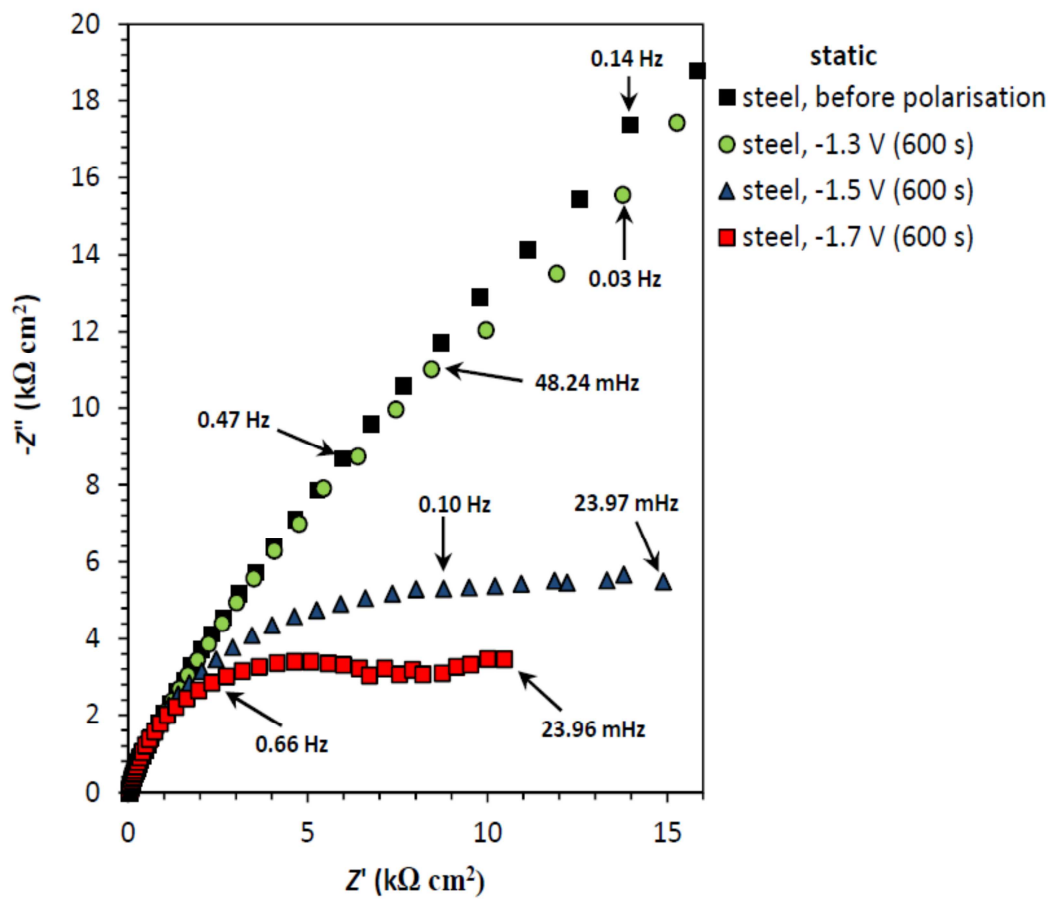 20
18
16
14
12
10
8
6
4
2
0
-Z" (kΩ cm²)
0
5
10
15
Z' (kΩ cm²)
0.14 Hz
0.03 Hz
48.24 mHz
0.47 Hz
0.10 Hz
23.97 mHz
0.66 Hz
23.96 mHz
static
steel, before polarisation
steel, -1.3 V (600 s)
steel, -1.5 V (600 s)
steel, -1.7 V (600 s)